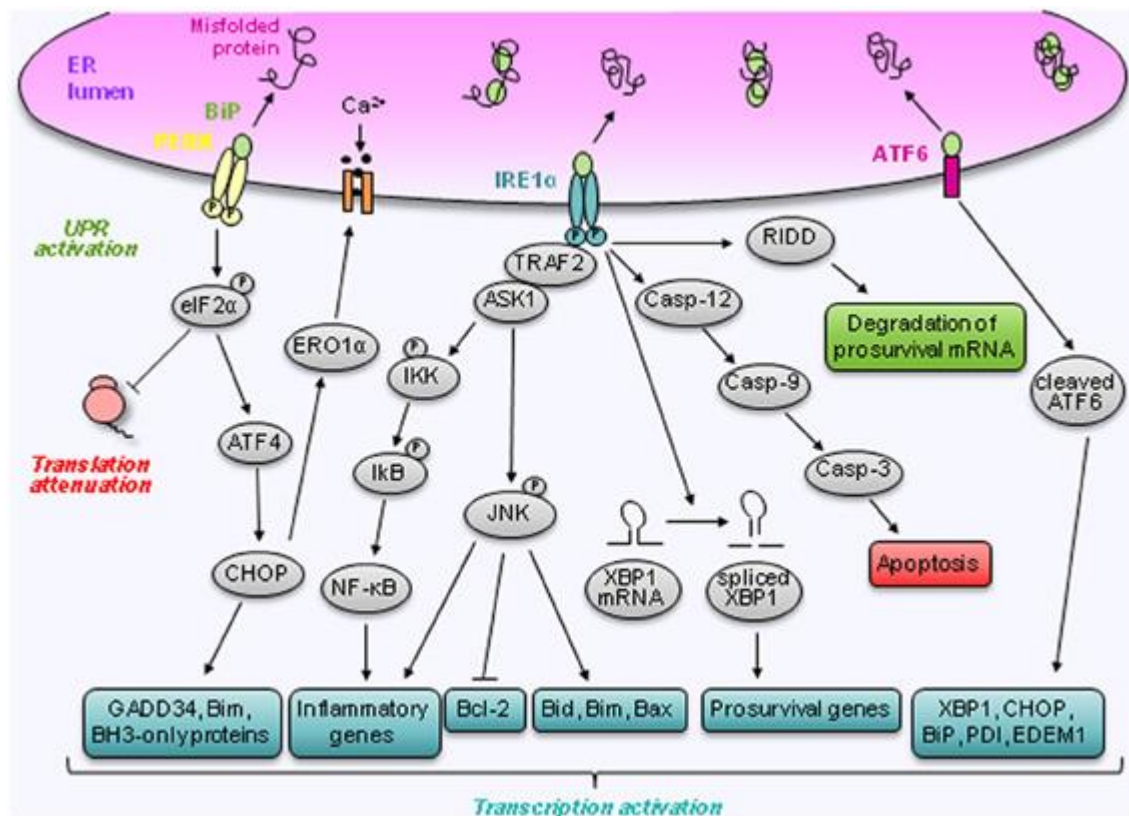 Misfolded
protein
ER
lumen
BiP
PERK
Ca²⁺
IRE1α
ATF6
UPR
activation
P
P
P
P
eIF2α
P
TRAF2
ASK1
RIDD
Casp-12
Degradation of
prosurvival mRNA
ERO1α
P
IKK
Casp-9
cleaved
ATF6
ATF4
P
IkB
Casp-3
Translation
attenuation
P
JNK
CHOP
NF-κB
XBP1
mRNA
spliced
XBP1
Apoptosis
GADD34, Bim,
BH3-only proteins
Inflammatory
genes
Bcl-2
Bid, Bim, Bax
Prosurvival genes
XBP1, CHOP,
BiP, PDI, EDEM1
Transcription activation